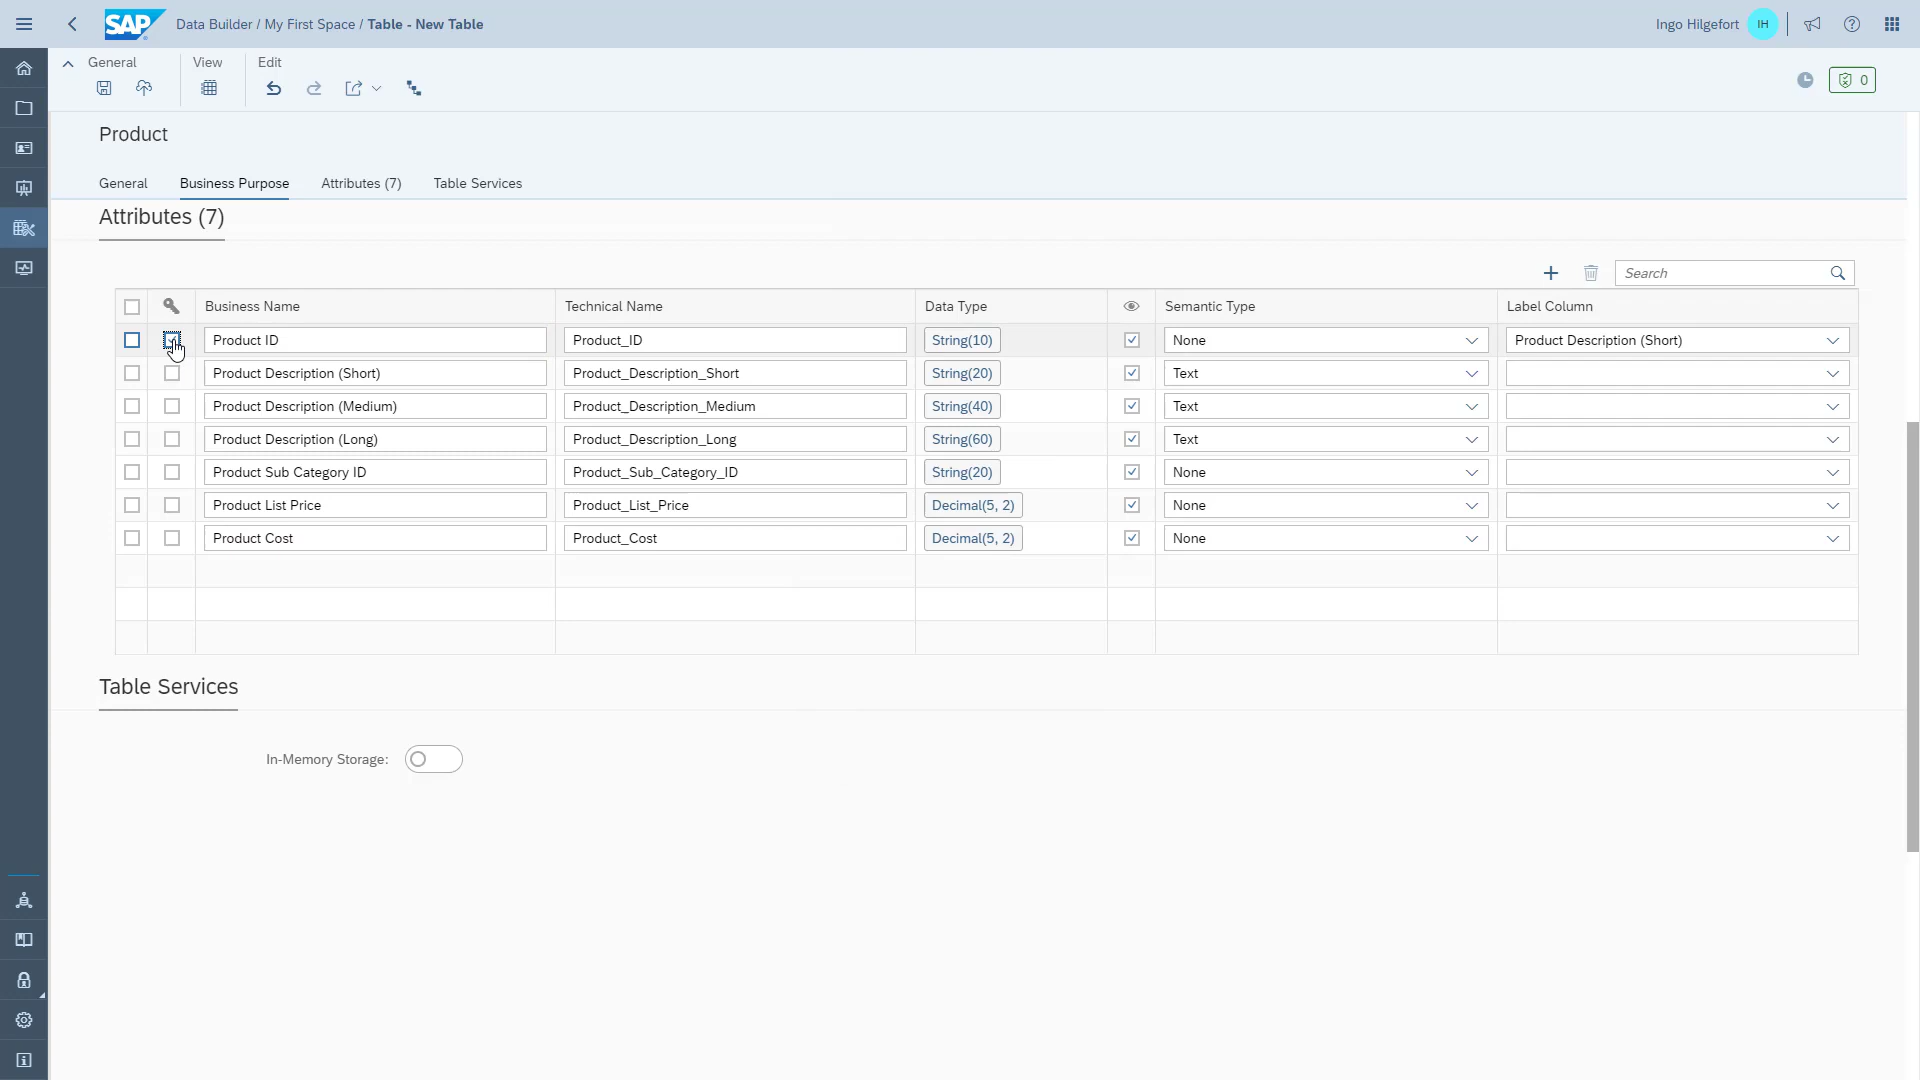 SAP Data Builder / My First Space / Table - New Table Ingo Hilgefort IH
General View Edit
0
Product
General Business Purpose Attributes (7) Table Services
Attributes (7)
Search
Business Name Technical Name Data Type Semantic Type Label Column
Product ID Product_ID String(10) None Product Description (Short)
Product Description (Short) Product_Description_Short String(20) Text
Product Description (Medium) Product_Description_Medium String(40) Text
Product Description (Long) Product_Description_Long String(60) Text
Product Sub Category ID Product_Sub_Category_ID String(20) None
Product List Price Product_List_Price Decimal(5, 2) None
Product Cost Product_Cost Decimal(5, 2) None
Table Services
In-Memory Storage: